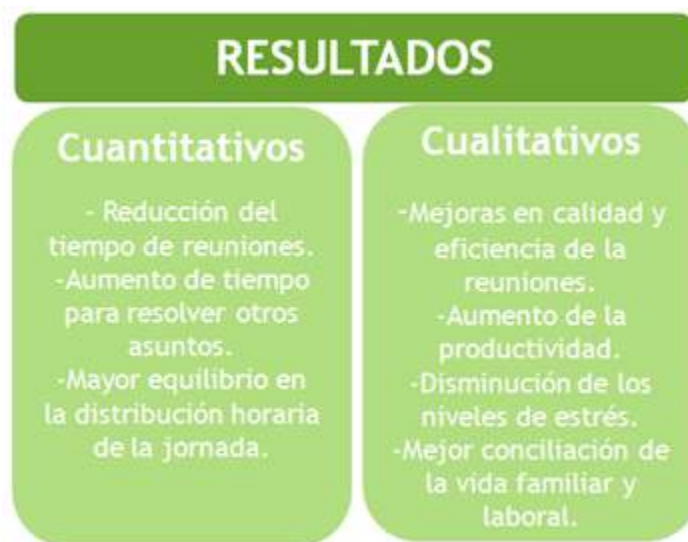 RESULTADOS
Cuantitativos
- Reducción del
tiempo de reuniones.
-Aumento de tiempo
para resolver otros
asuntos.
-Mayor equilibrio en
la distribución horaria
de la jornada.
Cualitativos
-Mejoras en calidad y
eficiencia de la
reuniones.
-Aumento de la
productividad.
-Disminución de los
niveles de estrés.
-Mejor conciliación de
la vida familiar y
laboral.